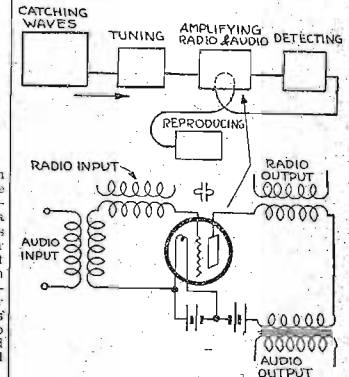 CATCHING
WAVES
TUNING
AMPLIFYING
RADIO & AUDIO
DETECTING
REPRODUCING
RADIO INPUT
RADIO
OUTPUT
AUDIO
INPUT
AUDIO
OUTPUT